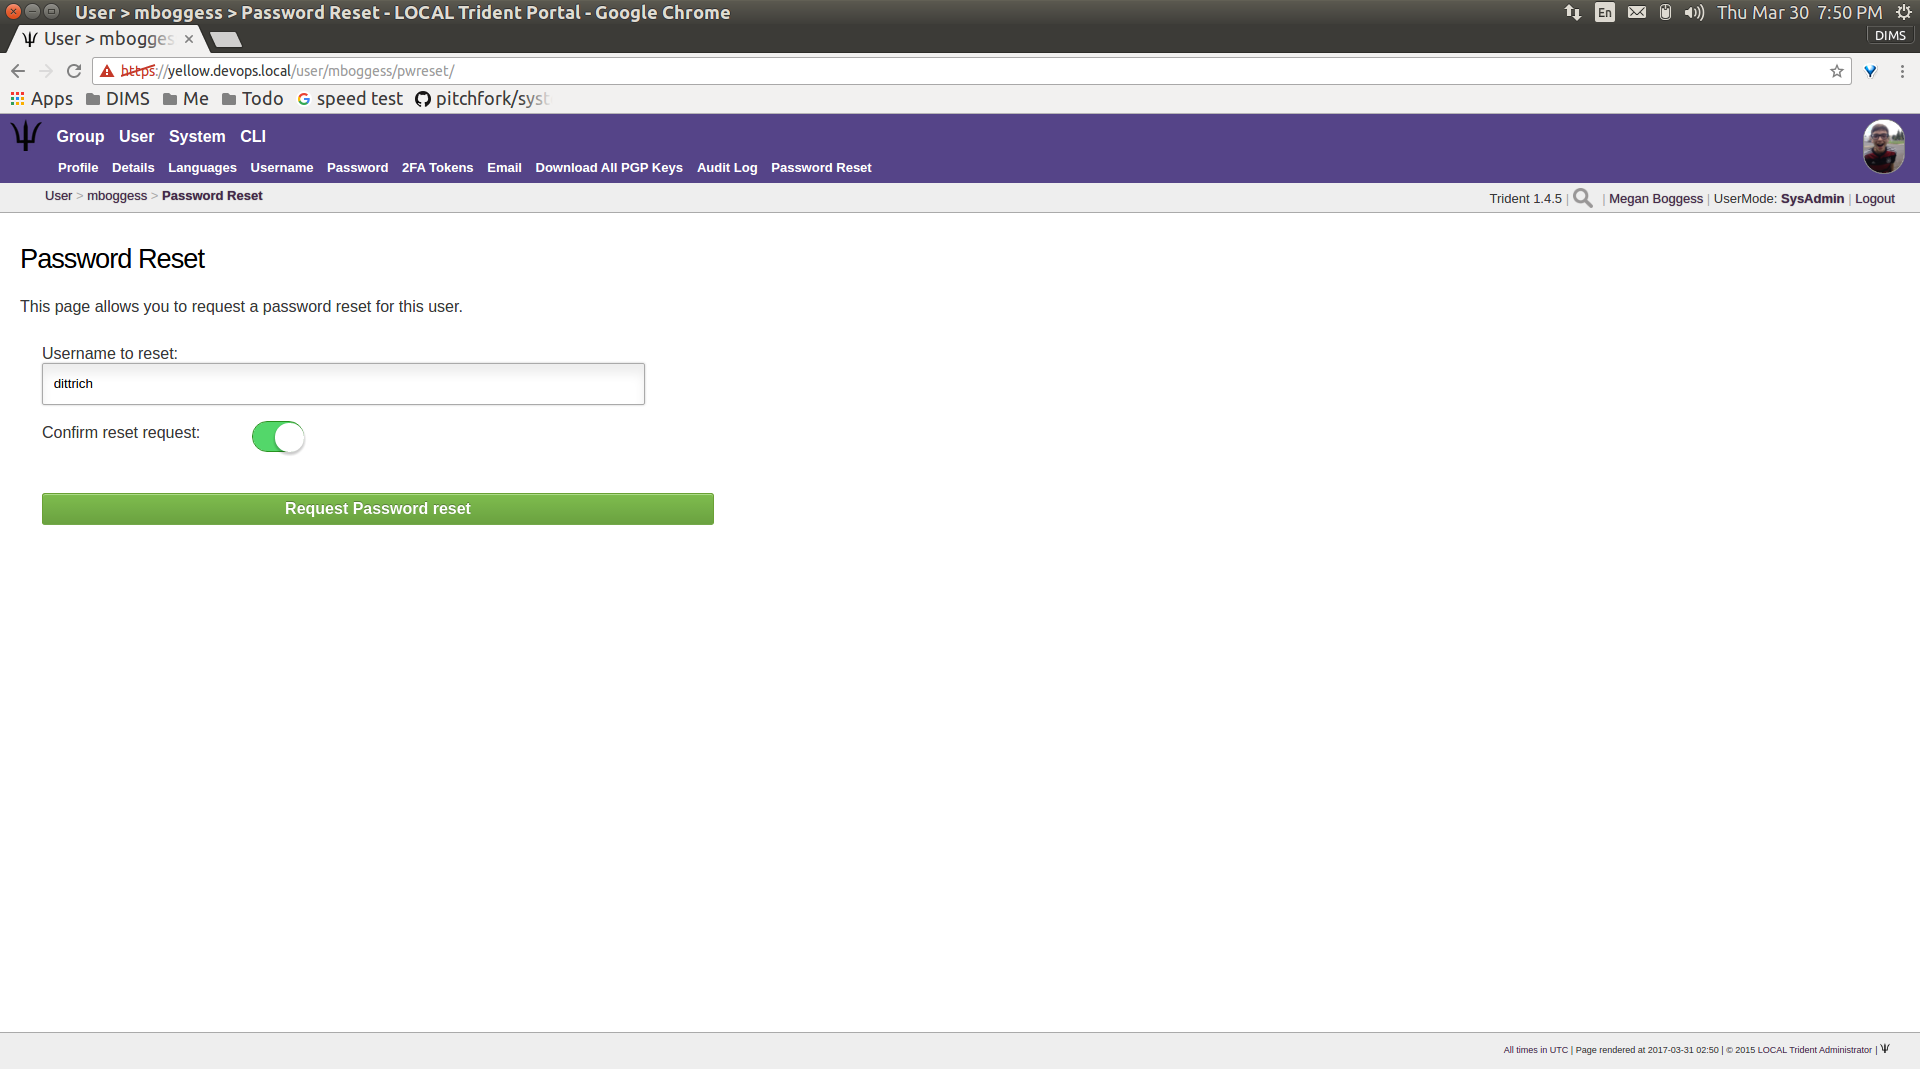 User > mboggess > Password Reset - LOCAL Trident Portal - Google Chrome
En
Thu Mar 30 7:50 PM
User > mbogges
DIMS
https://yellow.devops.local/user/mboggess/pwreset/
Apps DIMS Me Todo speed test pitchfork/syst
Group User System CLI
Profile Details Languages Username Password 2FA Tokens Email Download All PGP Keys Audit Log Password Reset
User > mboggess > Password Reset
Trident 1.4.5 | | Megan Boggess | UserMode: SysAdmin | Logout
Password Reset
This page allows you to request a password reset for this user.
Username to reset:
dittrich
Confirm reset request:
Request Password reset
All times in UTC | Page rendered at 2017-03-31 02:50 | © 2015 LOCAL Trident Administrator |